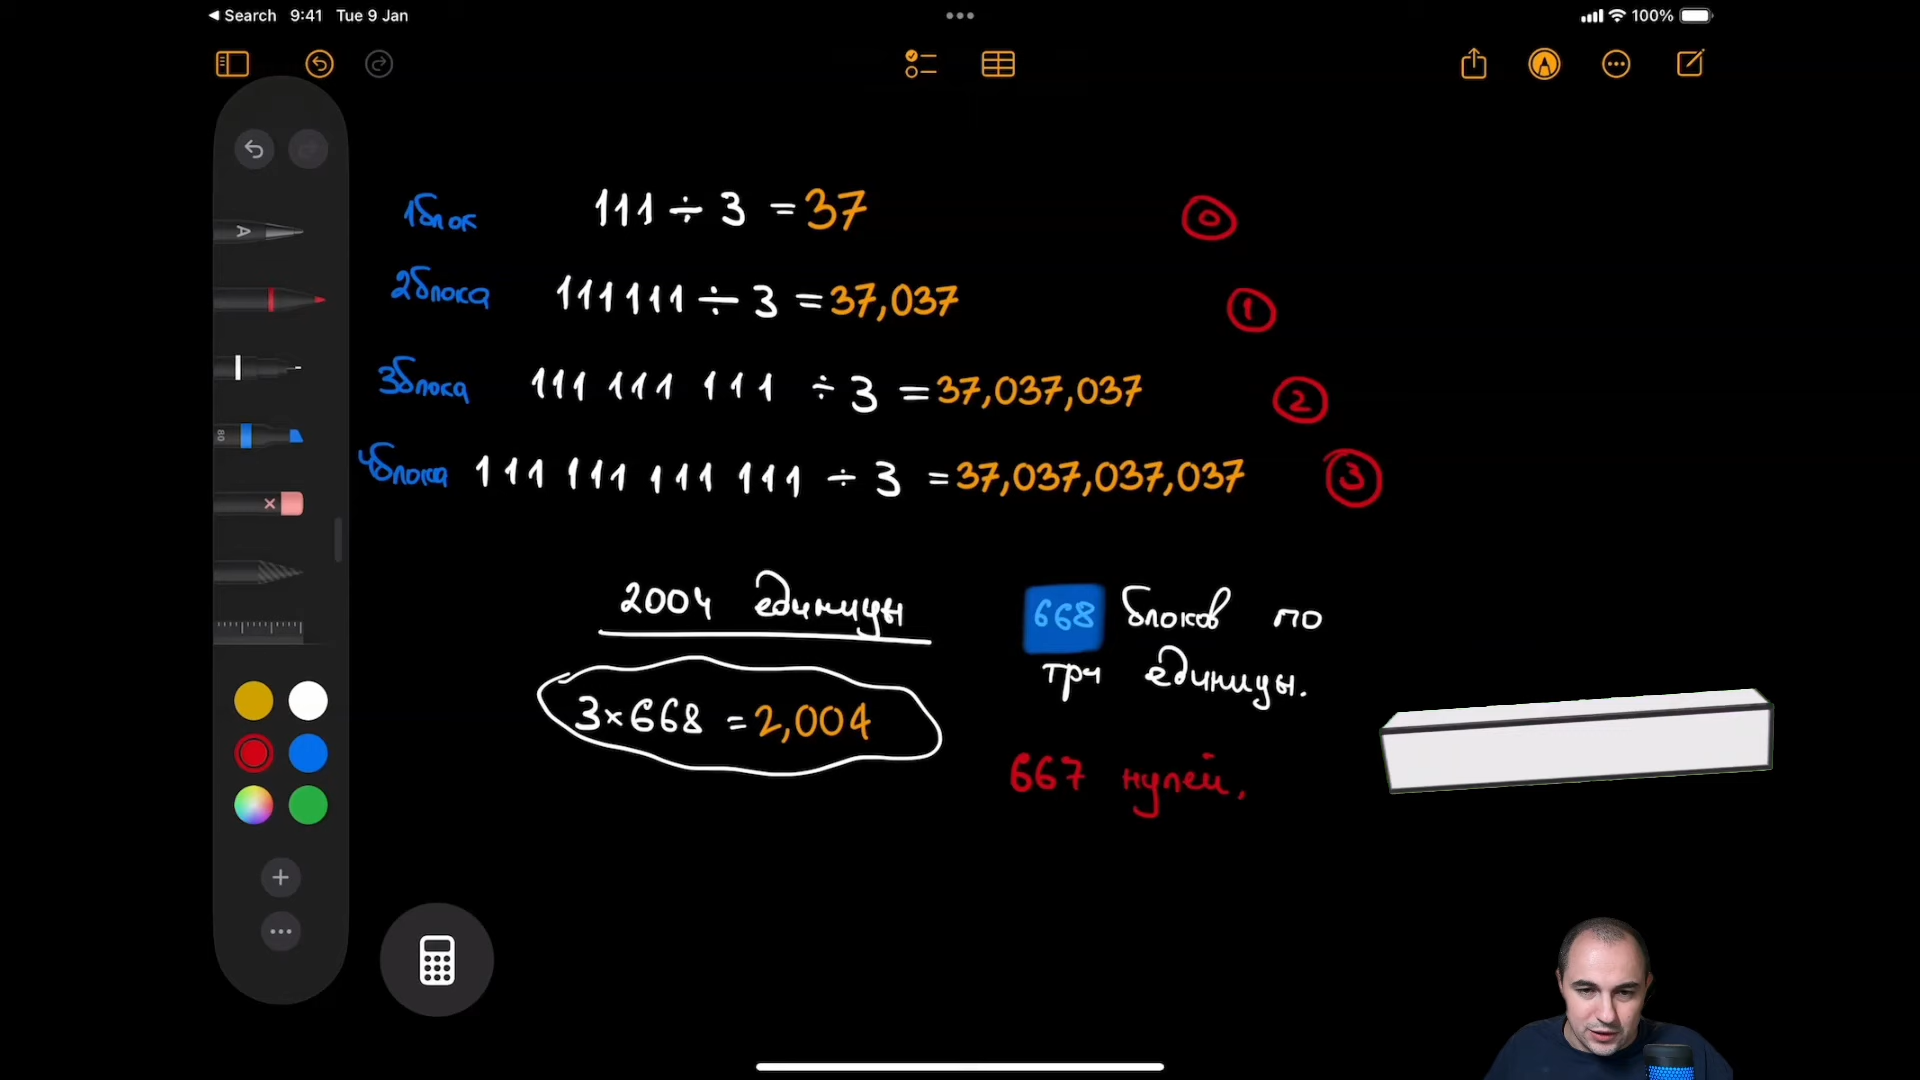 Search 9:41 Tue 9 Jan
100%
1блок 111 ÷ 3 = 37 0
2блока 111111 ÷ 3 = 37,037 1
3блока 111 111 111 ÷ 3 = 37,037,037 2
4блока 111 111 111 111 ÷ 3 = 37,037,037,037 3
A
80
2004 единицы
3×668 = 2,004
668 блоков по
три единицы.
667 нулей.